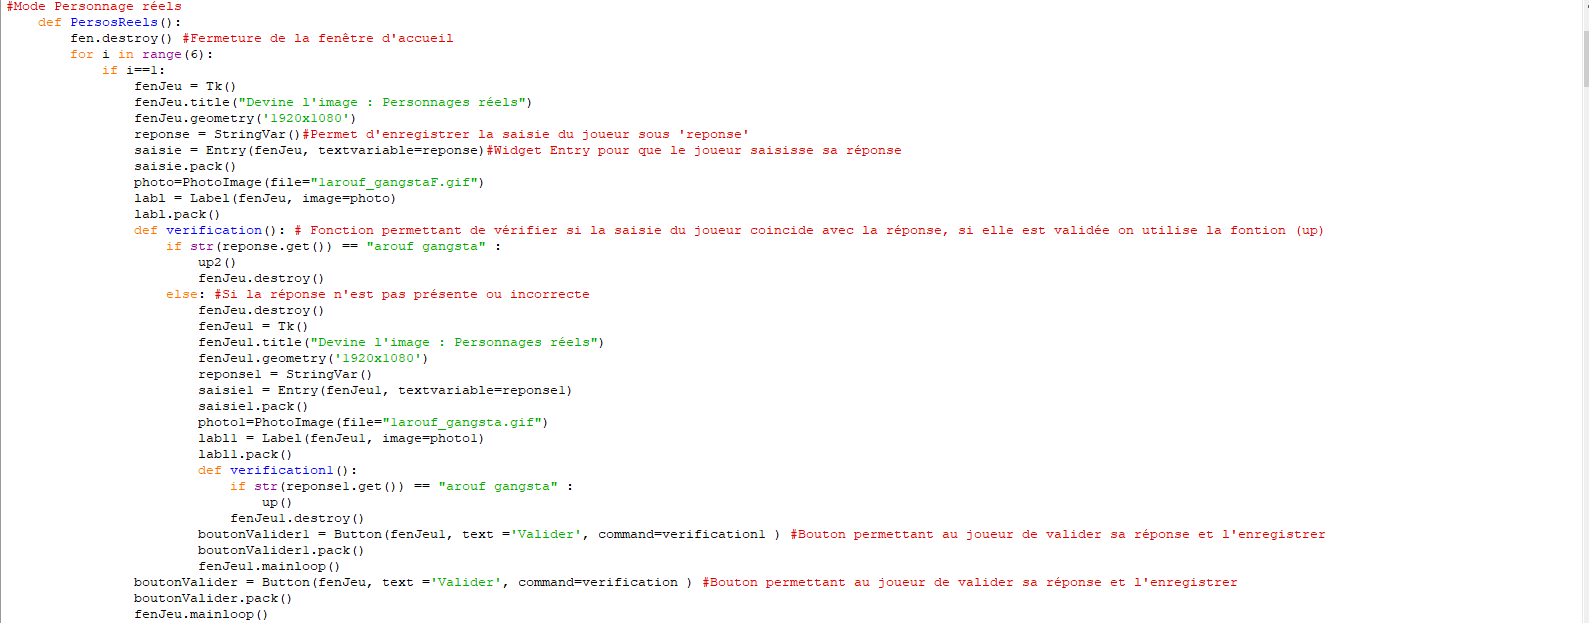 #Mode Personnage réels
def PersosReels():
fen.destroy() #Fermeture de la fenêtre d'accueil
for i in range(6):
if i==1:
fenJeu = Tk()
fenJeu.title("Devine l'image : Personnages réels")
fenJeu.geometry('1920x1080')
reponse = StringVar()#Permet d'enregistrer la saisie du joueur sous 'reponse'
saisie = Entry(fenJeu, textvariable=reponse)#Widget Entry pour que le joueur saisisse sa réponse
saisie.pack()
photo=PhotoImage(file="1arouf_gangstaF.gif")
lab1 = Label(fenJeu, image=photo)
lab1.pack()
def verification(): # Fonction permettant de vérifier si la saisie du joueur coincide avec la réponse, si elle est validée on utilise la fontion (up)
if str(reponse.get()) == "arouf gangsta" :
up2()
fenJeu.destroy()
else: #Si la réponse n'est pas présente ou incorrecte
fenJeu.destroy()
fenJeu1 = Tk()
fenJeu1.title("Devine l'image : Personnages réels")
fenJeu1.geometry('1920x1080')
reponse1 = StringVar()
saisie1 = Entry(fenJeu1, textvariable=reponse1)
saisie1.pack()
photo1=PhotoImage(file="1arouf_gangsta.gif")
lab11 = Label(fenJeu1, image=photo1)
lab11.pack()
def verification1():
if str(reponse1.get()) == "arouf gangsta" :
up()
fenJeu1.destroy()
boutonValider1 = Button(fenJeu1, text ='Valider', command=verification1 ) #Bouton permettant au joueur de valider sa réponse et l'enregistrer
boutonValider1.pack()
fenJeu1.mainloop()
boutonValider = Button(fenJeu, text ='Valider', command=verification ) #Bouton permettant au joueur de valider sa réponse et l'enregistrer
boutonValider.pack()
fenJeu.mainloop()